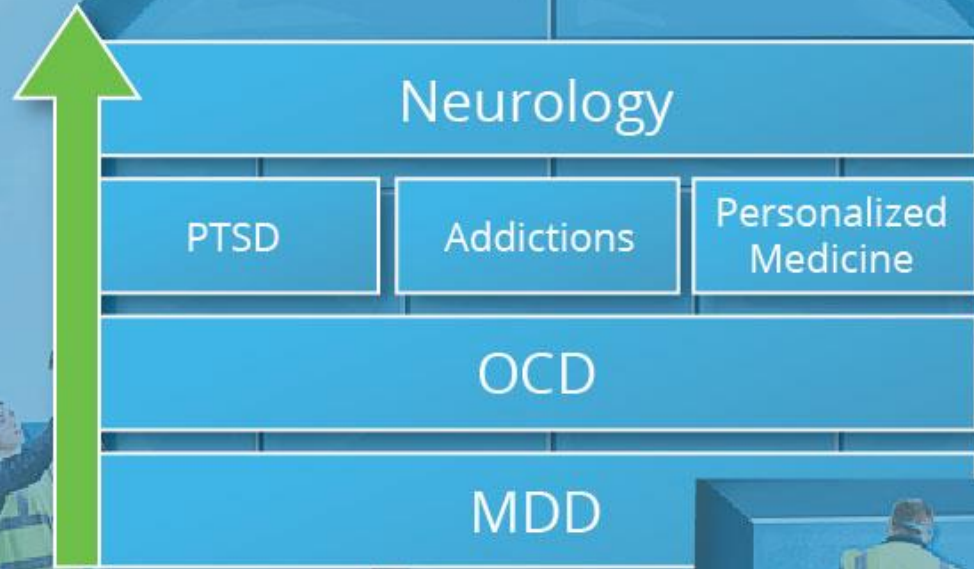 Neurology
PTSD
Addictions
Personalized
Medicine
OCD
MDD